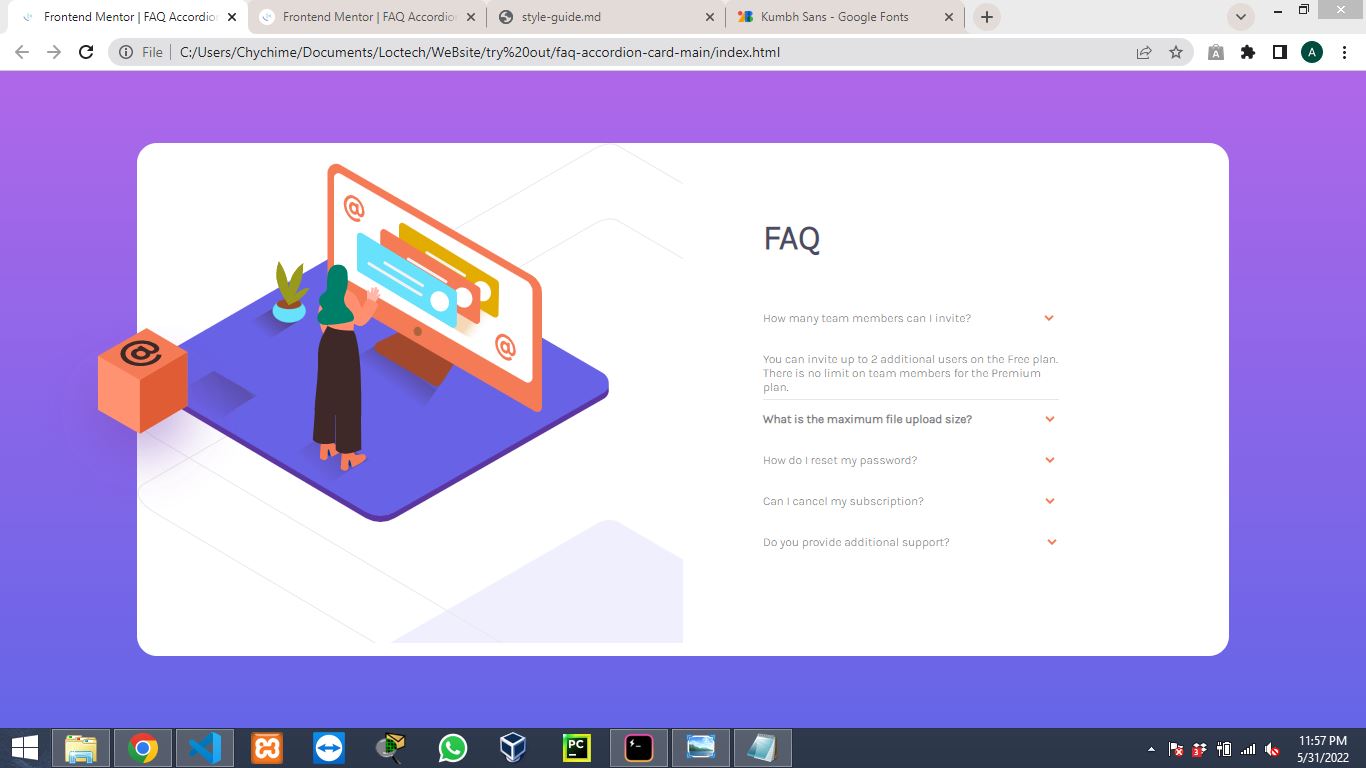 Frontend Mentor | FAQ Accordio
Frontend Mentor | FAQ Accordio
style-guide.md
Kumbh Sans - Google Fonts
File
C:/Users/Chychime/Documents/Loctech/WeBsite/try%20out/faq-accordion-card-main/index.html
A
A
@
@
@
FAQ
How many team members can I invite?
You can invite up to 2 additional users on the Free plan.
There is no limit on team members for the Premium
plan.
What is the maximum file upload size?
How do I reset my password?
Can I cancel my subscription?
Do you provide additional support?
PC
3
11:57 PM
5/31/2022